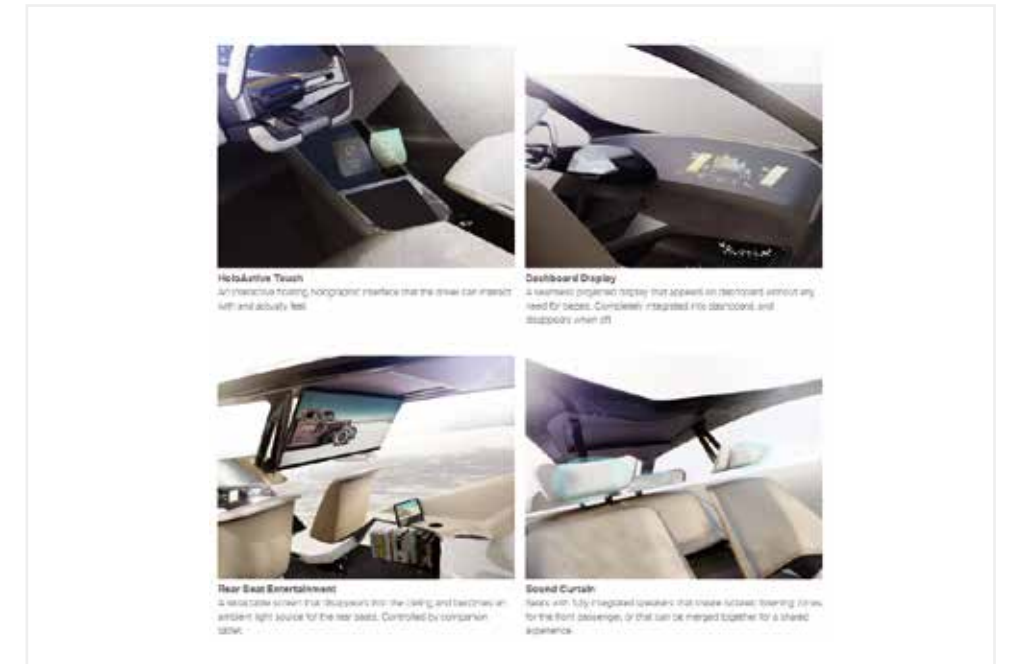 HoloActive Touch
An interactive floating holographic interface that the driver can interact
with and actually feel.
Dashboard Display
A seamless projected display that appears on dashboard without any
need for bezels. Completely integrated into dashboard, and
disappears when off.
Rear Seat Entertainment
A retractable screen that disappears into the ceiling and becomes an
ambient light source for the rear seats. Controlled by companion
tablet.
Sound Curtain
Seats with fully integrated speakers that create isolated listening zones
for the front passenger, or that can be merged together for a shared
experience.